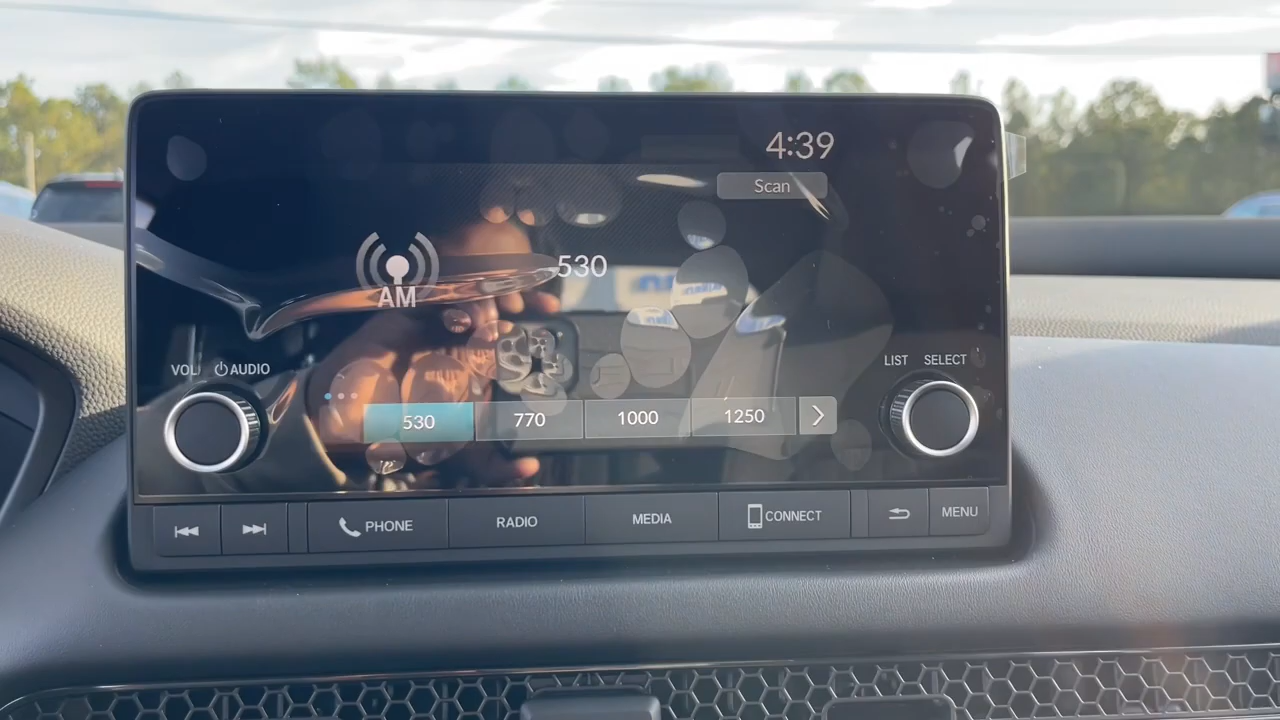 4:39
Scan
AM
530
VOL AUDIO
LIST SELECT
530 770 1000 1250
PHONE RADIO MEDIA CONNECT MENU